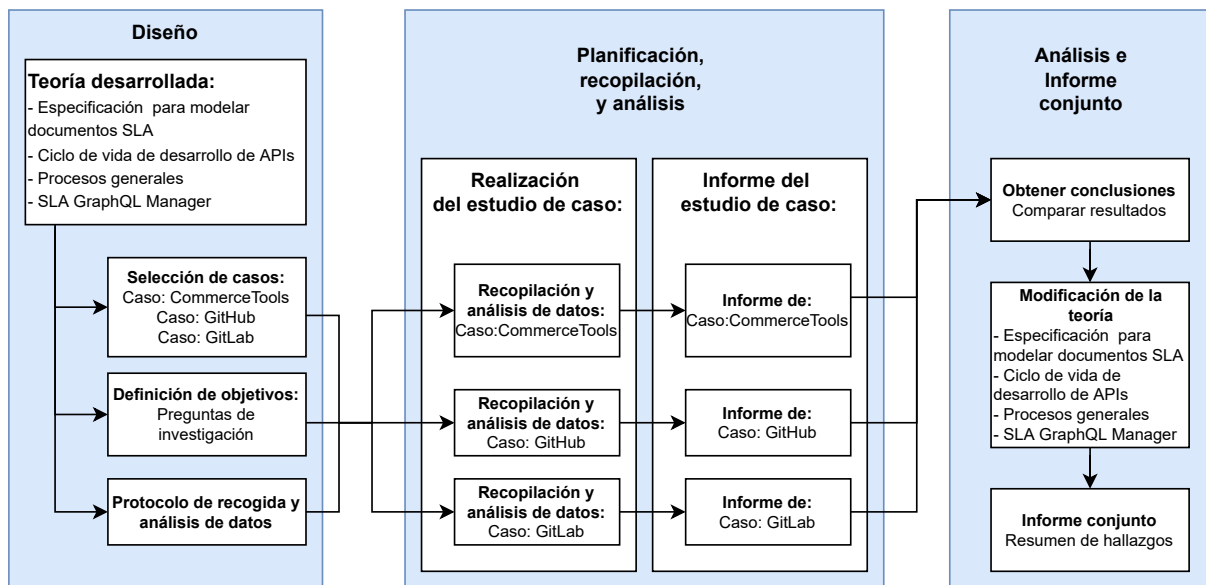 Diseño
Teoría desarrollada:
- Especificación para modelar
documentos SLA
- Ciclo de vida de desarrollo de APIs
- Procesos generales
- SLA GraphQL Manager
Selección de casos:
Caso: CommerceTools
Caso: GitHub
Caso: GitLab
Definición de objetivos:
Preguntas de
investigación
Protocolo de recogida y
análisis de datos
Planificación,
recopilación,
y análisis
Realización
del estudio de caso:
Recopilación y
análisis de datos:
Caso:CommerceTools
Recopilación y
análisis de datos:
Caso: GitHub
Recopilación y
análisis de datos:
Caso: GitLab
Informe del
estudio de caso:
Informe de:
Caso:CommerceTools
Informe de:
Caso: GitHub
Informe de:
Caso: GitLab
Análisis e
Informe
conjunto
Obtener conclusiones
Comparar resultados
Modificación de la
teoría
- Especificación para
modelar documentos SLA
- Ciclo de vida de
desarrollo de APIs
- Procesos generales
- SLA GraphQL Manager
Informe conjunto
Resumen de hallazgos